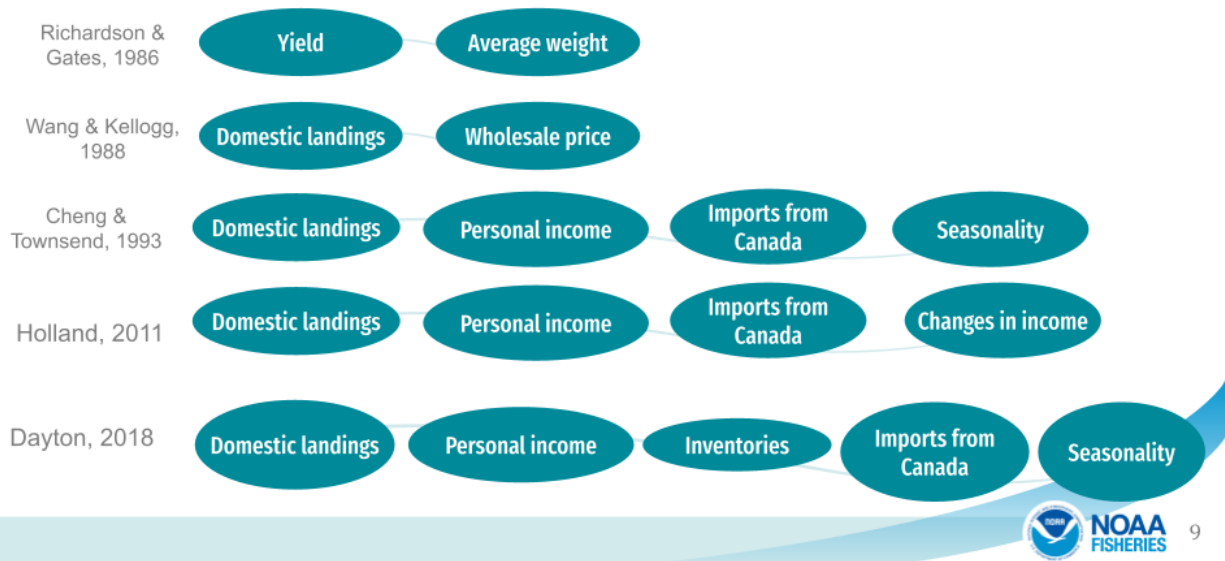 Richardson &
Gates, 1986
Yield
Average weight
Wang & Kellogg,
1988
Domestic landings
Wholesale price
Cheng &
Townsend, 1993
Domestic landings
Personal income
Imports from
Canada
Seasonality
Holland, 2011
Domestic landings
Personal income
Imports from
Canada
Changes in income
Dayton, 2018
Domestic landings
Personal income
Inventories
Imports from
Canada
Seasonality
NOAA
NOAA
FISHERIES
9